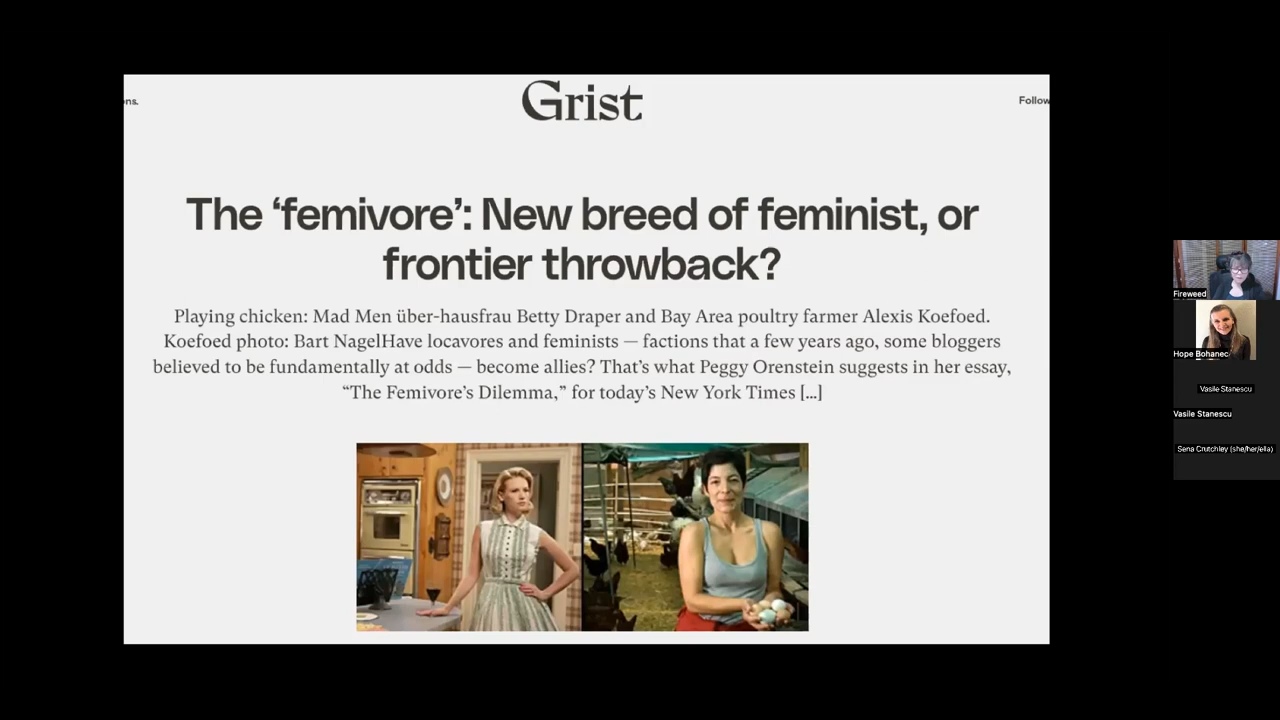 ons.
Grist
Follow
The ‘femivore’: New breed of feminist, or
frontier throwback?
Playing chicken: Mad Men über-hausfrau Betty Draper and Bay Area poultry farmer Alexis Koefoed.
Koefoed photo: Bart NagelHave locavores and feminists — factions that a few years ago, some bloggers
believed to be fundamentally at odds — become allies? That’s what Peggy Orenstein suggests in her essay,
“The Femivore’s Dilemma,” for today’s New York Times [...]
Fireweed
Hope Bohanec
Vasile Stanescu
Vasile Stanescu
Sena Crutchley (she/her/ella)